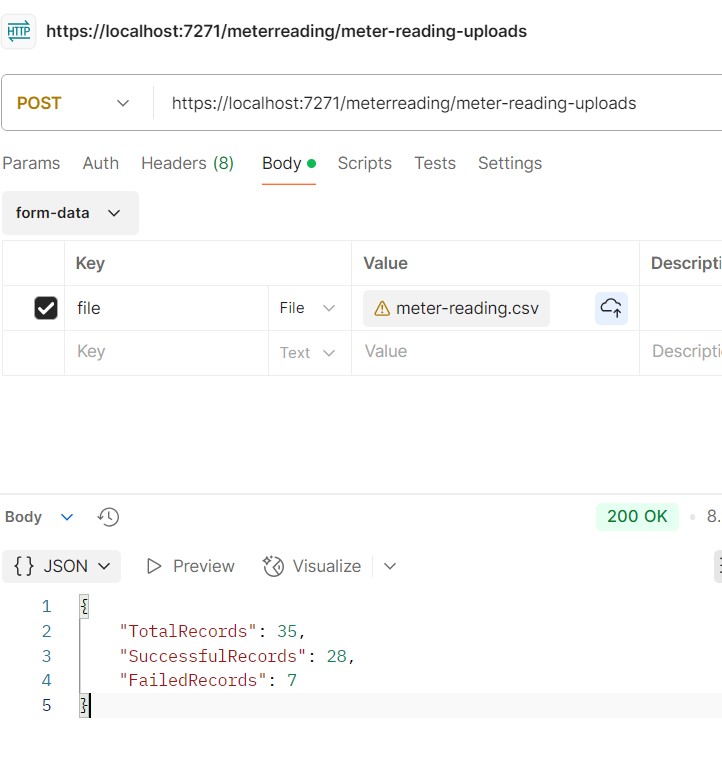 HTTP https://localhost:7271/meterreading/meter-reading-uploads
POST https://localhost:7271/meterreading/meter-reading-uploads
Params Auth Headers (8) Body Scripts Tests Settings
form-data
Key Value Descripti
file File meter-reading.csv
Key Text Value Descripti
Body 200 OK 8.
{} JSON Preview Visualize
1 {
2 "TotalRecords": 35,
3 "SuccessfulRecords": 28,
4 "FailedRecords": 7
5 }